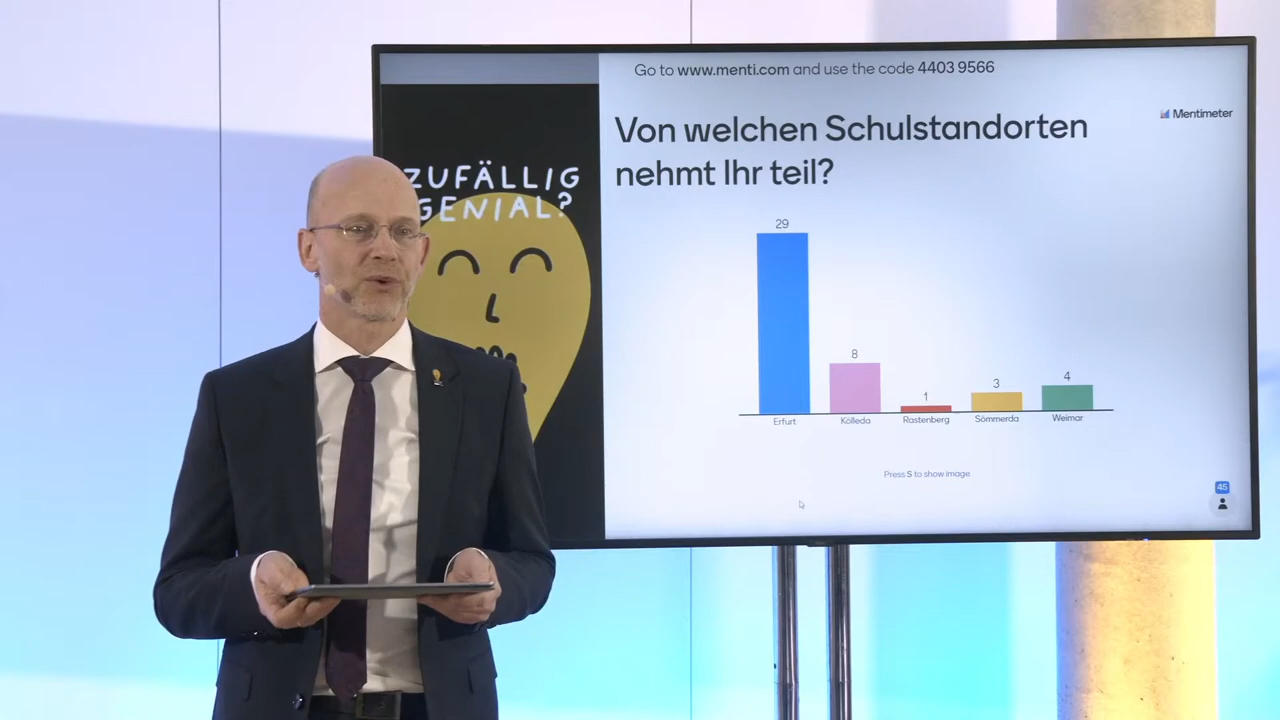 Go to www.menti.com and use the code 4403 9566
Mentimeter
Von welchen Schulstandorten
nehmt Ihr teil?
ZUFÄLLIG
GENIAL?
29
8
1
3
4
Erfurt
Kölleda
Rastenberg
Sömmerda
Weimar
Press S to show image
45